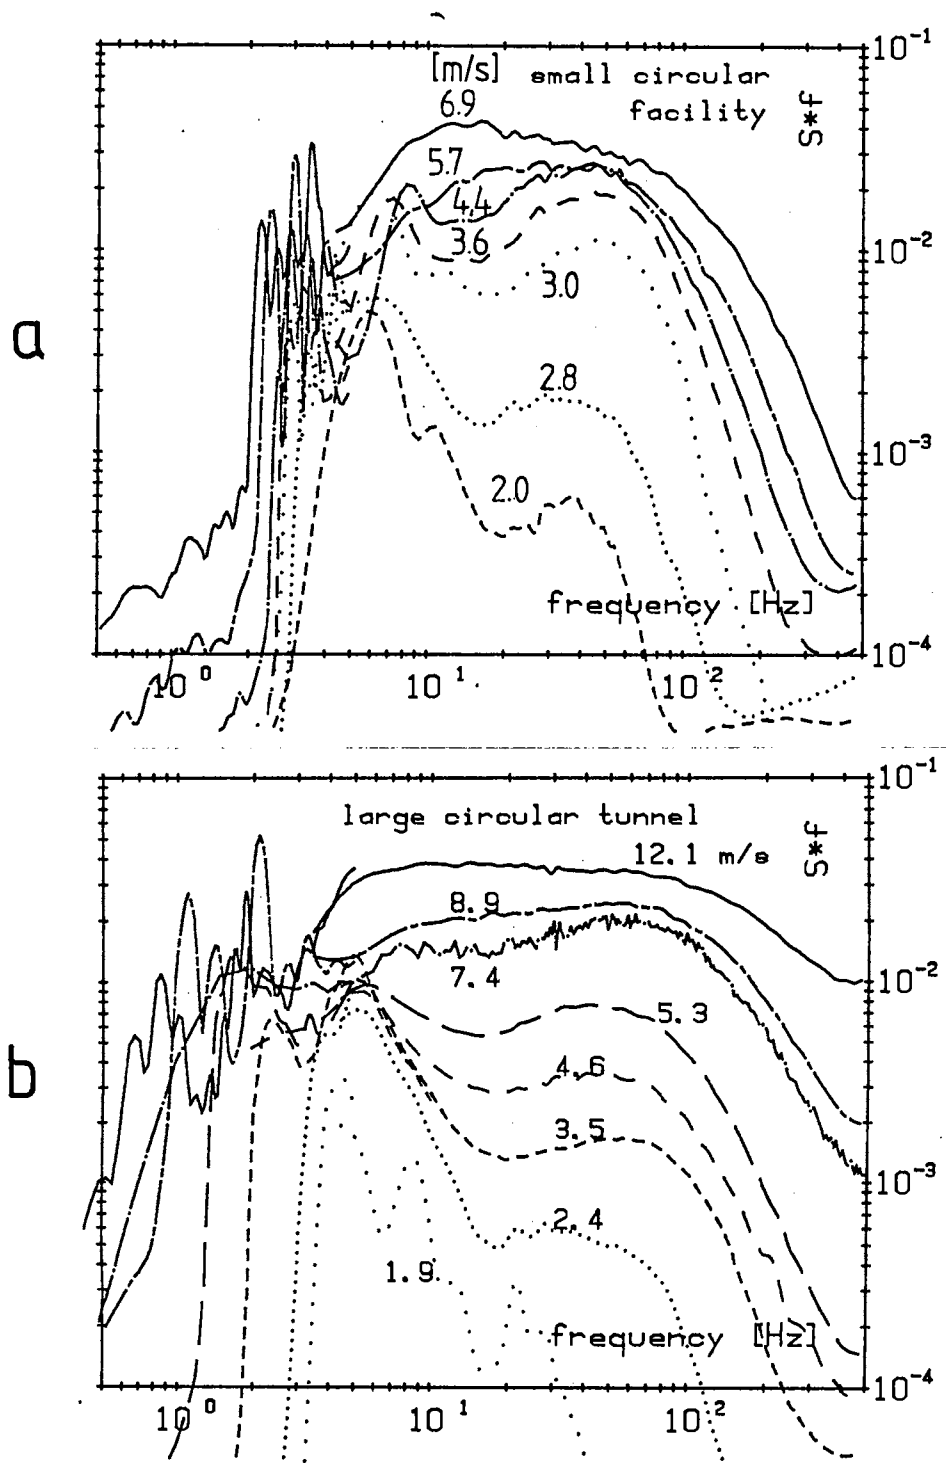 10⁻¹
[m/s] small circular
facility
S*f
6.9
5.7
4.4
3.6
10⁻²
3.0
a
2.8
10⁻³
2.0
frequency [Hz]
10⁻⁴
10⁰ 10¹ 10²
10⁻¹
large circular tunnel
S*f
12.1 m/s
8.9
7.4
10⁻²
5.3
b
4.6
3.5
10⁻³
2.4
1.9
frequency [Hz]
10⁻⁴
10⁰ 10¹ 10²